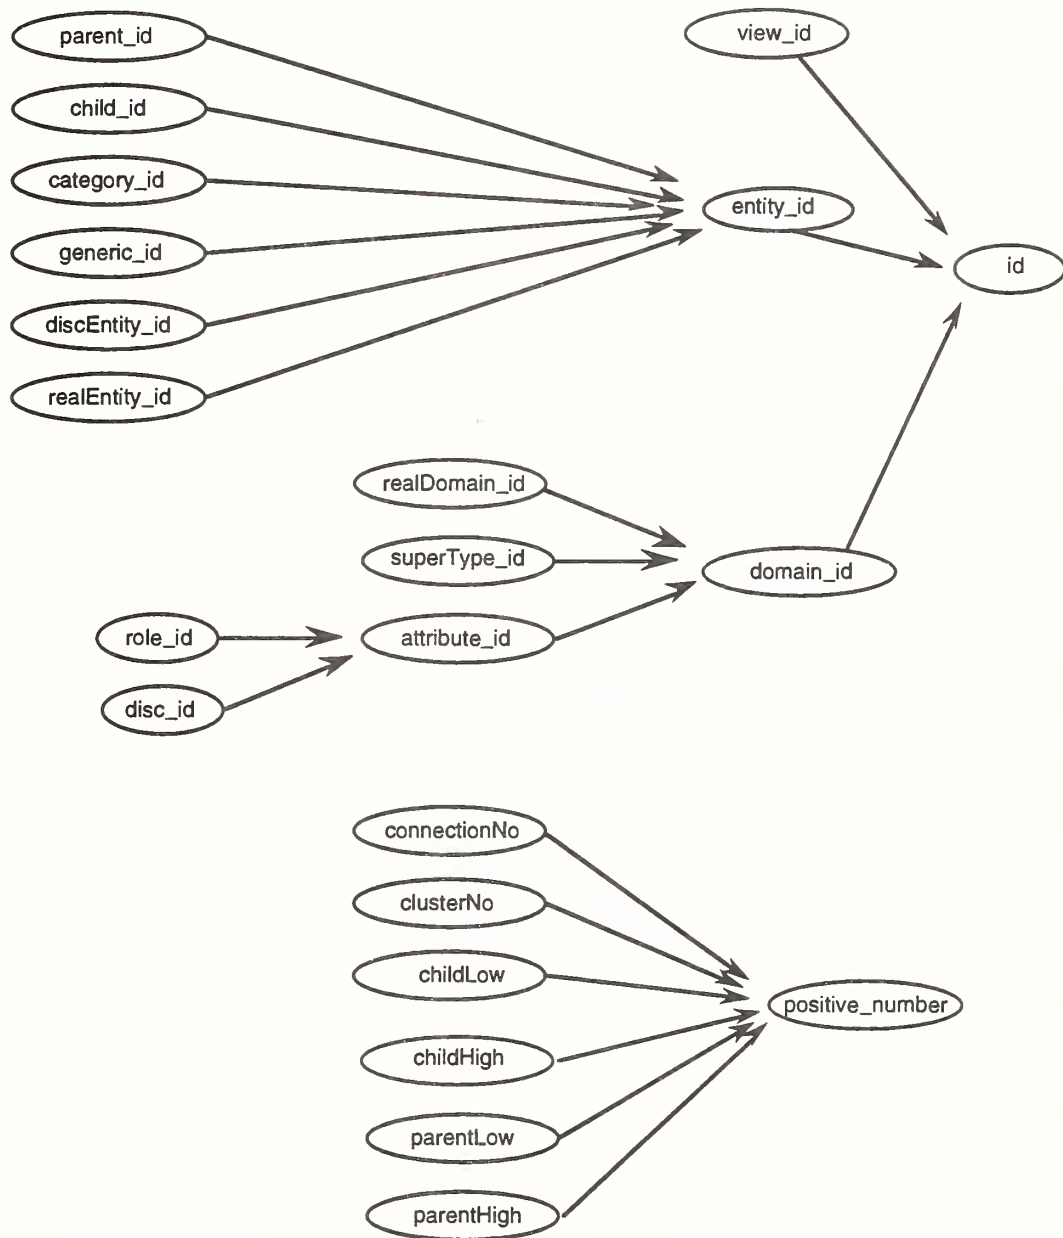 parent_id
view_id
child_id
category_id
entity_id
generic_id
id
discEntity_id
realEntity_id
realDomain_id
superType_id
domain_id
role_id
attribute_id
disc_id
connectionNo
clusterNo
childLow
positive_number
childHigh
parentLow
parentHigh